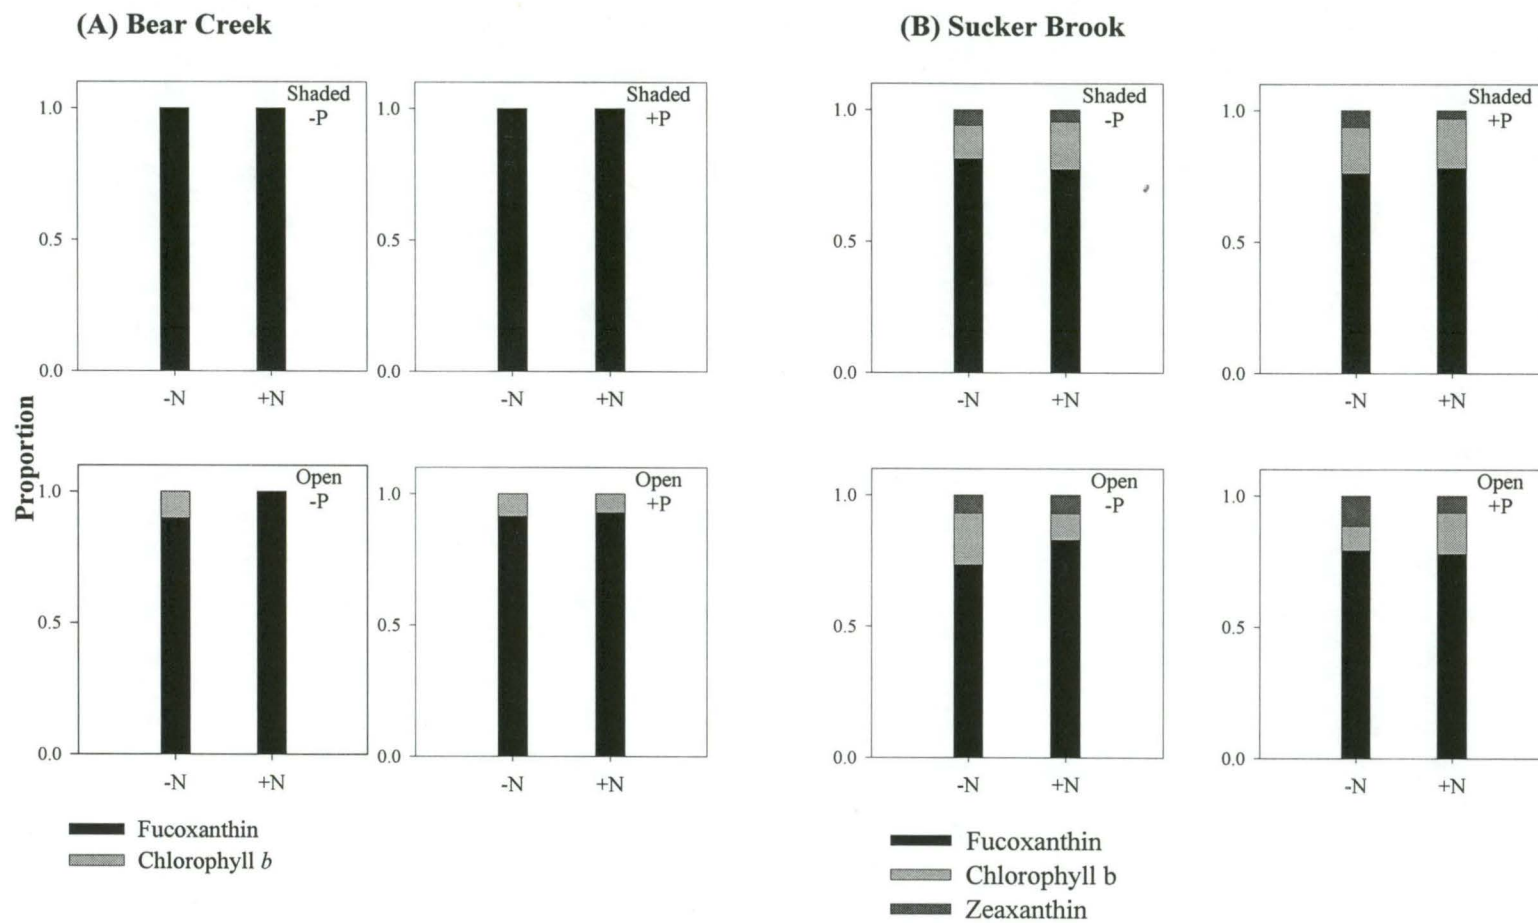 (A) Bear Creek
Shaded
-P
1.0
0.5
0.0
-N +N
Shaded
+P
1.0
0.5
0.0
-N +N
Open
-P
1.0
0.5
0.0
-N +N
Open
+P
1.0
0.5
0.0
-N +N
Proportion
Fucoxanthin
Chlorophyll b
(B) Sucker Brook
Shaded
-P
1.0
0.5
0.0
-N +N
Shaded
+P
1.0
0.5
0.0
-N +N
Open
-P
1.0
0.5
0.0
-N +N
Open
+P
1.0
0.5
0.0
-N +N
Fucoxanthin
Chlorophyll b
Zeaxanthin